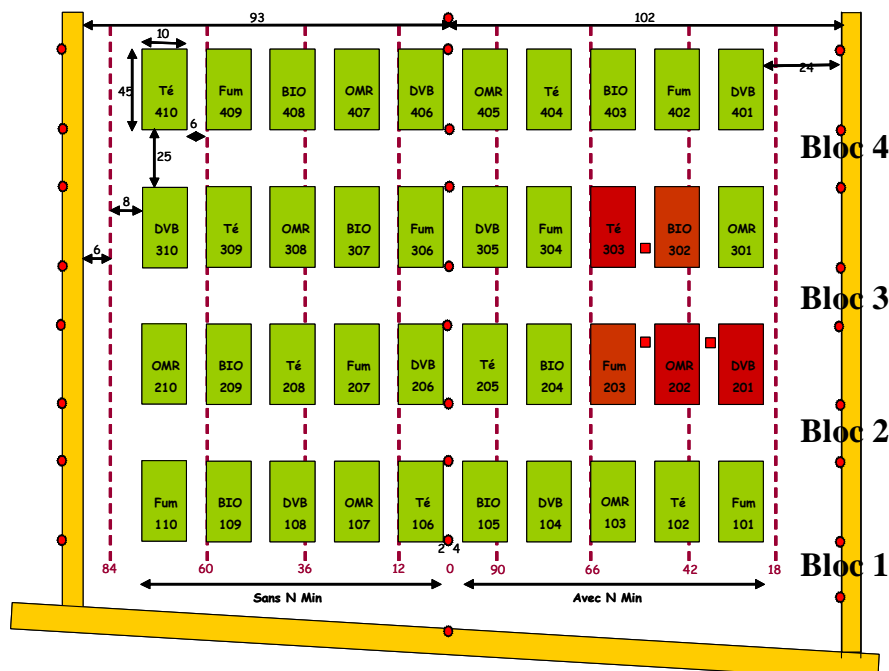 93
102
10
24
Té
410
Fum
409
BIO
408
OMR
407
DVB
406
OMR
405
Té
404
BIO
403
Fum
402
DVB
401
45
6
Bloc 4
25
8
DVB
310
Té
309
OMR
308
BIO
307
Fum
306
DVB
305
Fum
304
Té
303
BIO
302
OMR
301
6
Bloc 3
OMR
210
BIO
209
Té
208
Fum
207
DVB
206
Té
205
BIO
204
Fum
203
OMR
202
DVB
201
Bloc 2
Fum
110
BIO
109
DVB
108
OMR
107
Té
106
BIO
105
DVB
104
OMR
103
Té
102
Fum
101
2 4
Bloc 1
84 60 36 12 0 90 66 42 18
Sans N Min
Avec N Min